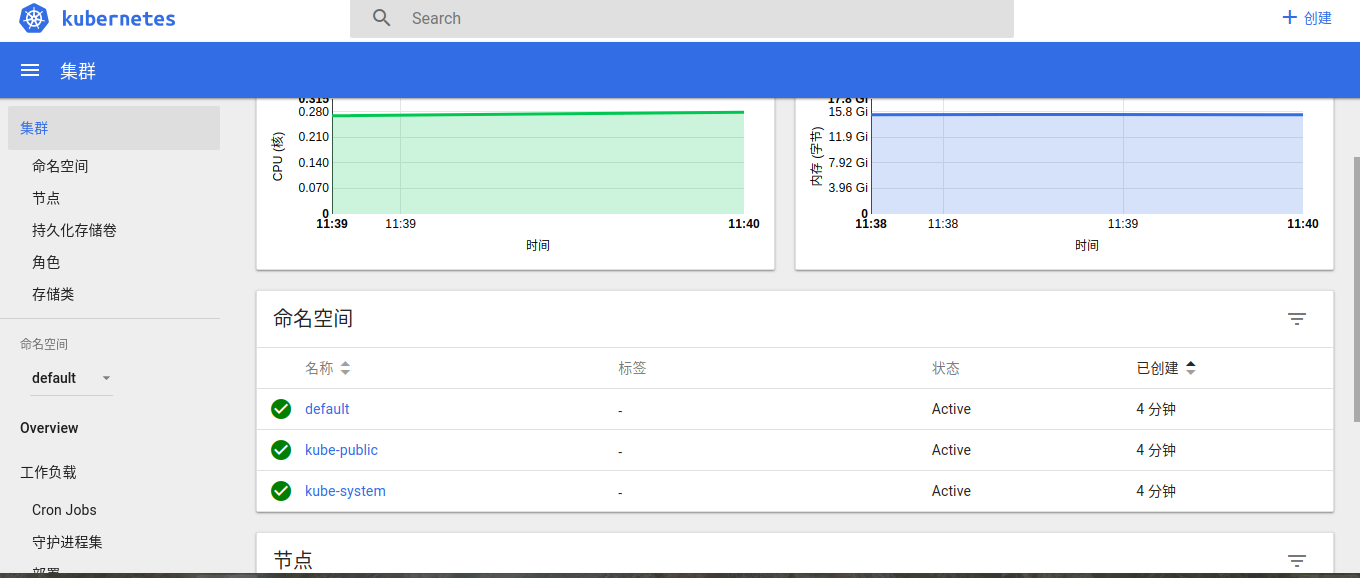 kubernetes
Search
创建
集群
集群
命名空间
节点
持久化存储卷
角色
存储类
命名空间
default
Overview
工作负载
Cron Jobs
守护进程集
部署
0.315
0.280
0.210
0.140
0.070
0
CPU (核)
11:39
11:39
11:40
时间
17.8 Gi
15.8 Gi
11.9 Gi
7.92 Gi
3.96 Gi
0
内存 (字节)
11:38
11:38
11:39
11:40
时间
命名空间
名称 标签 状态 已创建
default - Active 4 分钟
kube-public - Active 4 分钟
kube-system - Active 4 分钟
节点